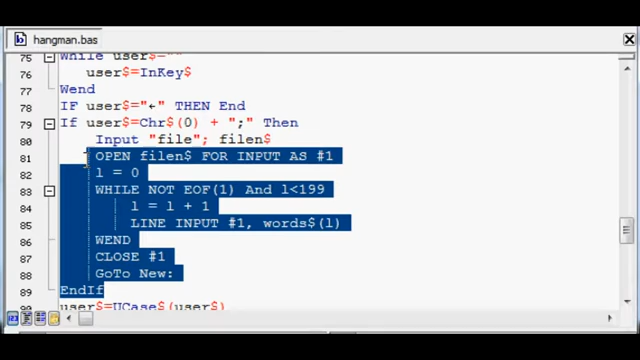 hangman.bas
75 While user$=""
76 user$=InKey$
77 Wend
78 IF user$="←" THEN End
79 If user$=Chr$(0) + ";" Then
80 Input "file"; filen$
81 OPEN filen$ FOR INPUT AS #1
82 l = 0
83 WHILE NOT EOF(1) And l<199
84 l = l + 1
85 LINE INPUT #1, words$(l)
86 WEND
87 CLOSE #1
88 GoTo New:
89 EndIf
90 user$=UCase$(user$)